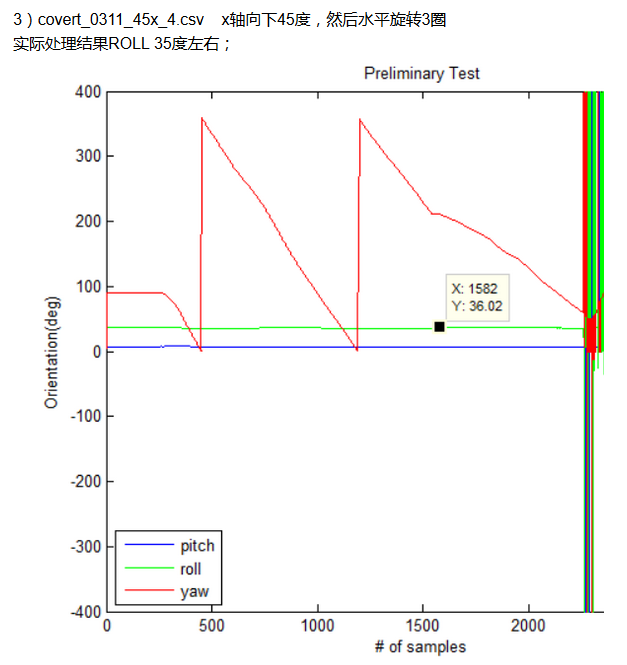 3）covert_0311_45x_4.csv    x轴向下45度，然后水平旋转3圈
实际处理结果ROLL 35度左右；
Preliminary Test
400
300
200
100
0
-100
-200
-300
-400
Orientation(deg)
X: 1582
Y: 36.02
pitch
roll
yaw
0
500
1000
1500
2000
# of samples